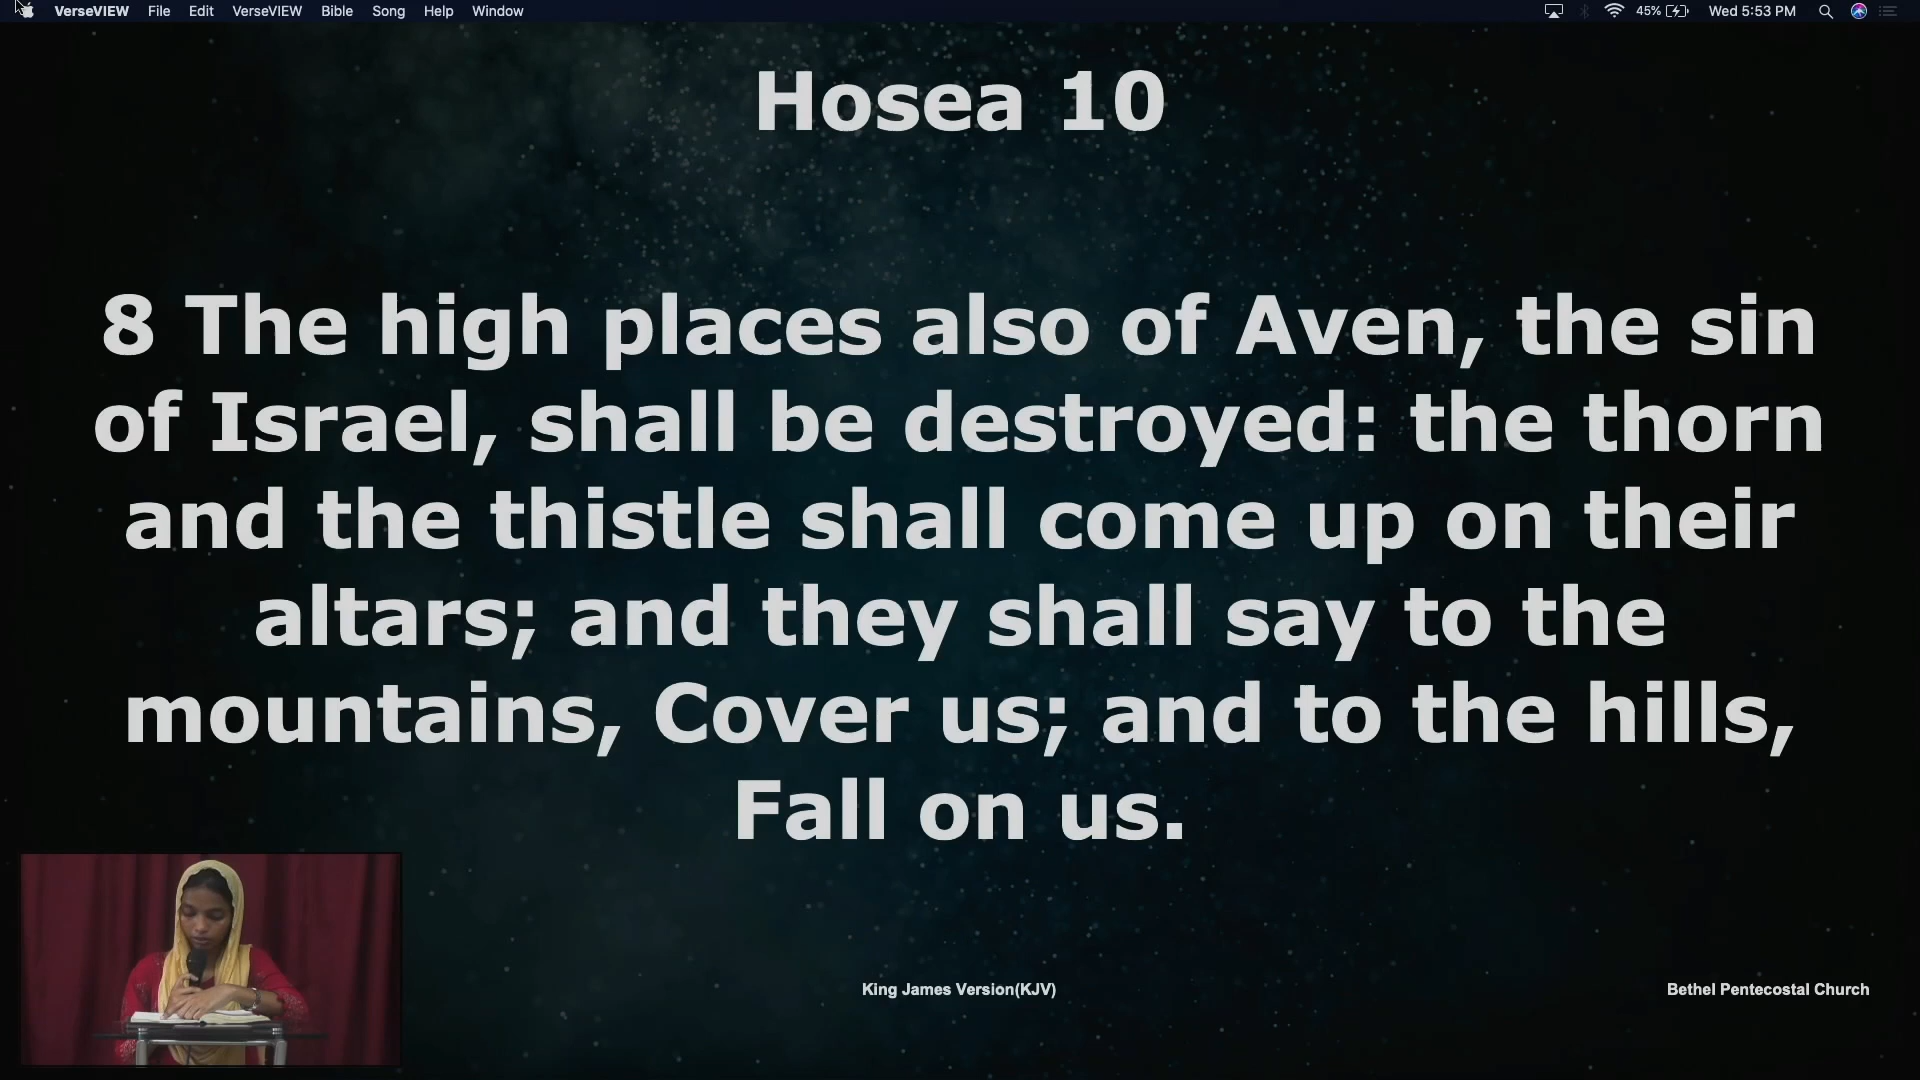 VerseVIEW File Edit VerseVIEW Bible Song Help Window 45% Wed 5:53 PM
Hosea 10
8 The high places also of Aven, the sin
of Israel, shall be destroyed: the thorn
and the thistle shall come up on their
altars; and they shall say to the
mountains, Cover us; and to the hills,
Fall on us.
King James Version(KJV)
Bethel Pentecostal Church